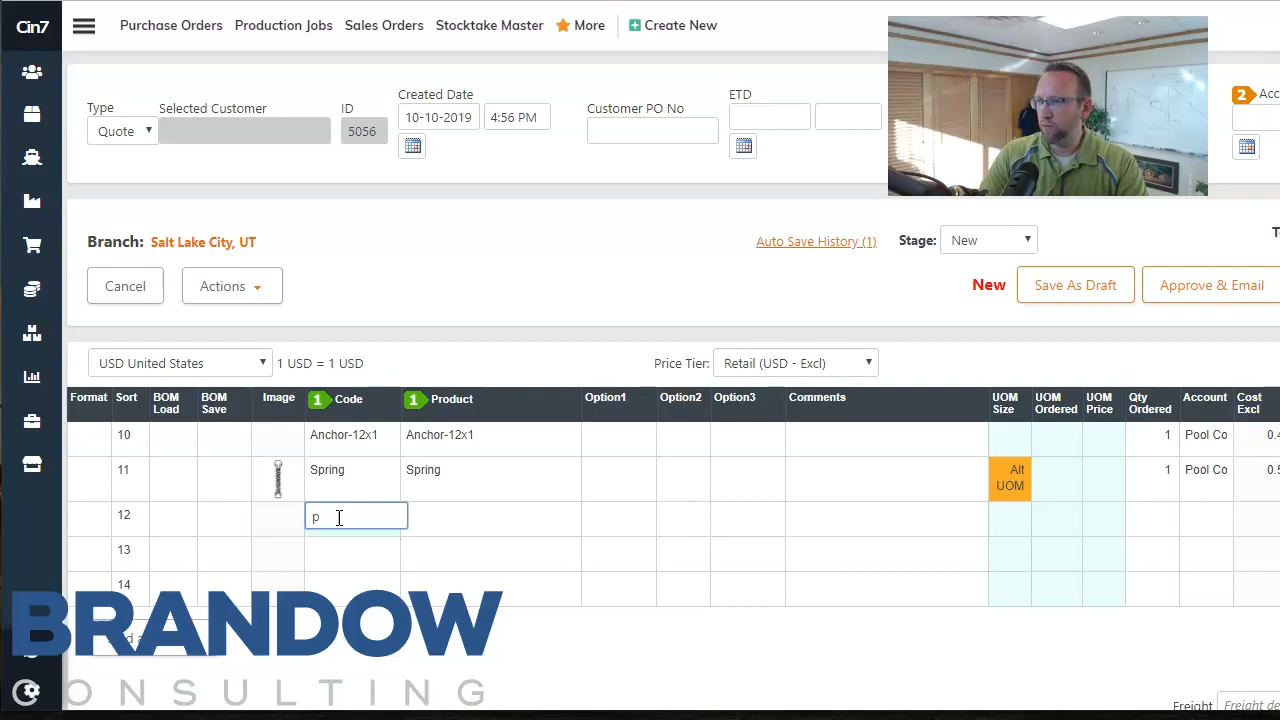 Cin7
Purchase Orders Production Jobs Sales Orders Stocktake Master More Create New
Type
Quote
Selected Customer
ID
5056
Created Date
10-10-2019 4:56 PM
Customer PO No
ETD
2
Branch: Salt Lake City, UT
Auto Save History (1)
Stage: New
Cancel Actions
New Save As Draft Approve & Email
USD United States 1 USD = 1 USD
Price Tier: Retail (USD - Excl)
Format Sort BOM Load BOM Save Image 1 Code 1 Product Option1 Option2 Option3 Comments UOM Size UOM Ordered UOM Price Qty Ordered Account Cost Excl
10 Anchor-12x1 Anchor-12x1 1 Pool Co 0.4
11 Spring Spring Alt UOM 1 Pool Co
12 p
13
14
BRANDOW
CONSULTING
Freight